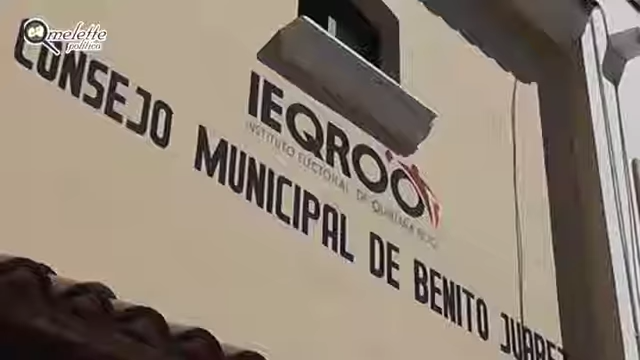 Omelette
político
IEQROO
INSTITUTO ELECTORAL DE QUINTANA ROO
CONSEJO MUNICIPAL DE BENITO JUAREZ